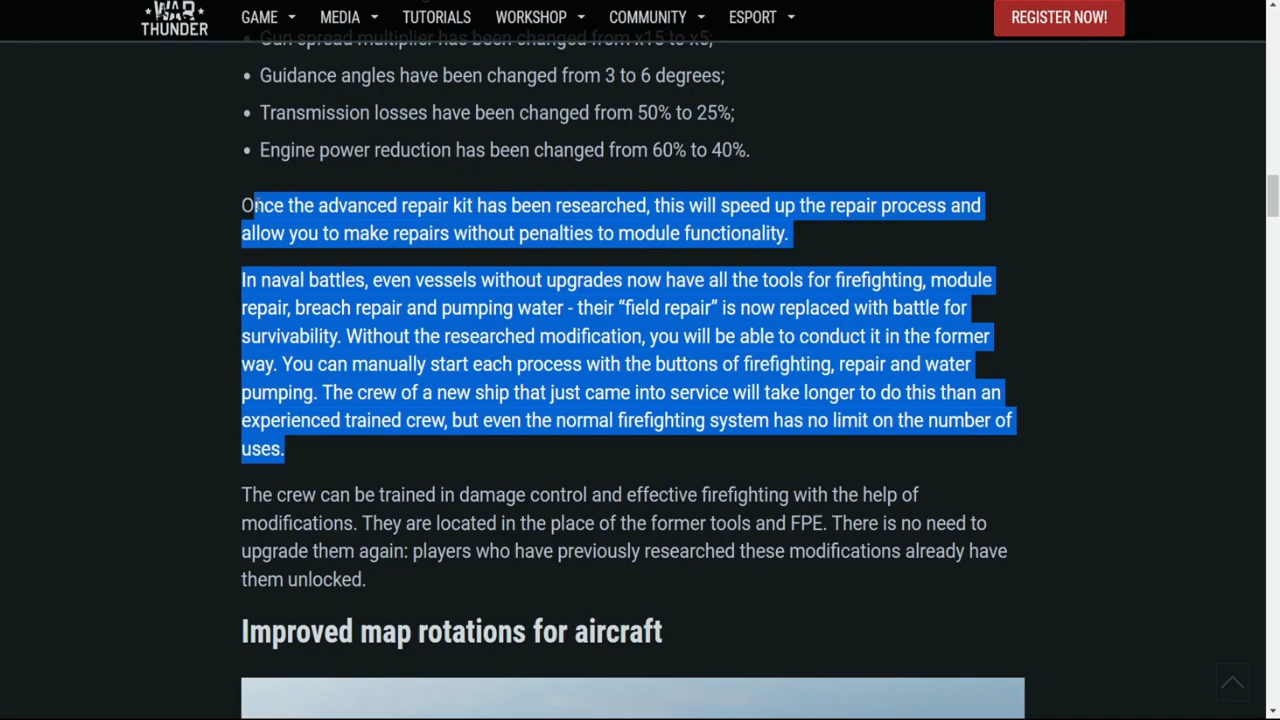 WAR
THUNDER
GAME MEDIA TUTORIALS WORKSHOP COMMUNITY ESPORT REGISTER NOW!
Gun spread multiplier has been changed from x15 to x5;
Guidance angles have been changed from 3 to 6 degrees;
Transmission losses have been changed from 50% to 25%;
Engine power reduction has been changed from 60% to 40%.
Once the advanced repair kit has been researched, this will speed up the repair process and
allow you to make repairs without penalties to module functionality.
In naval battles, even vessels without upgrades now have all the tools for firefighting, module
repair, breach repair and pumping water - their “field repair” is now replaced with battle for
survivability. Without the researched modification, you will be able to conduct it in the former
way. You can manually start each process with the buttons of firefighting, repair and water
pumping. The crew of a new ship that just came into service will take longer to do this than an
experienced trained crew, but even the normal firefighting system has no limit on the number of
uses.
The crew can be trained in damage control and effective firefighting with the help of
modifications. They are located in the place of the former tools and FPE. There is no need to
upgrade them again: players who have previously researched these modifications already have
them unlocked.
Improved map rotations for aircraft